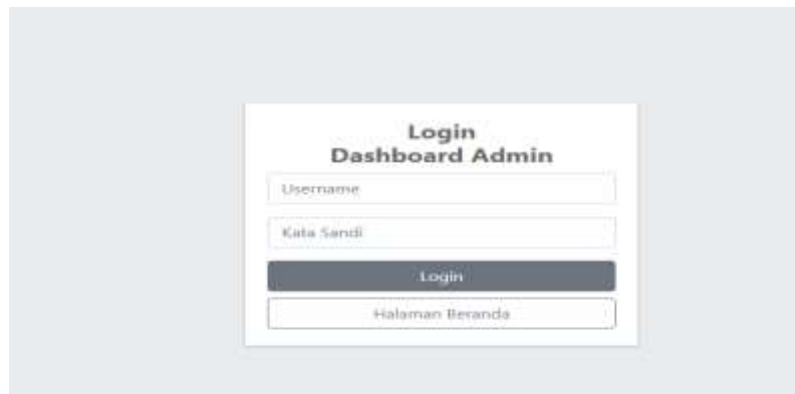 Login
Dashboard Admin
Username
Kata Sandi
Login
Halaman Beranda